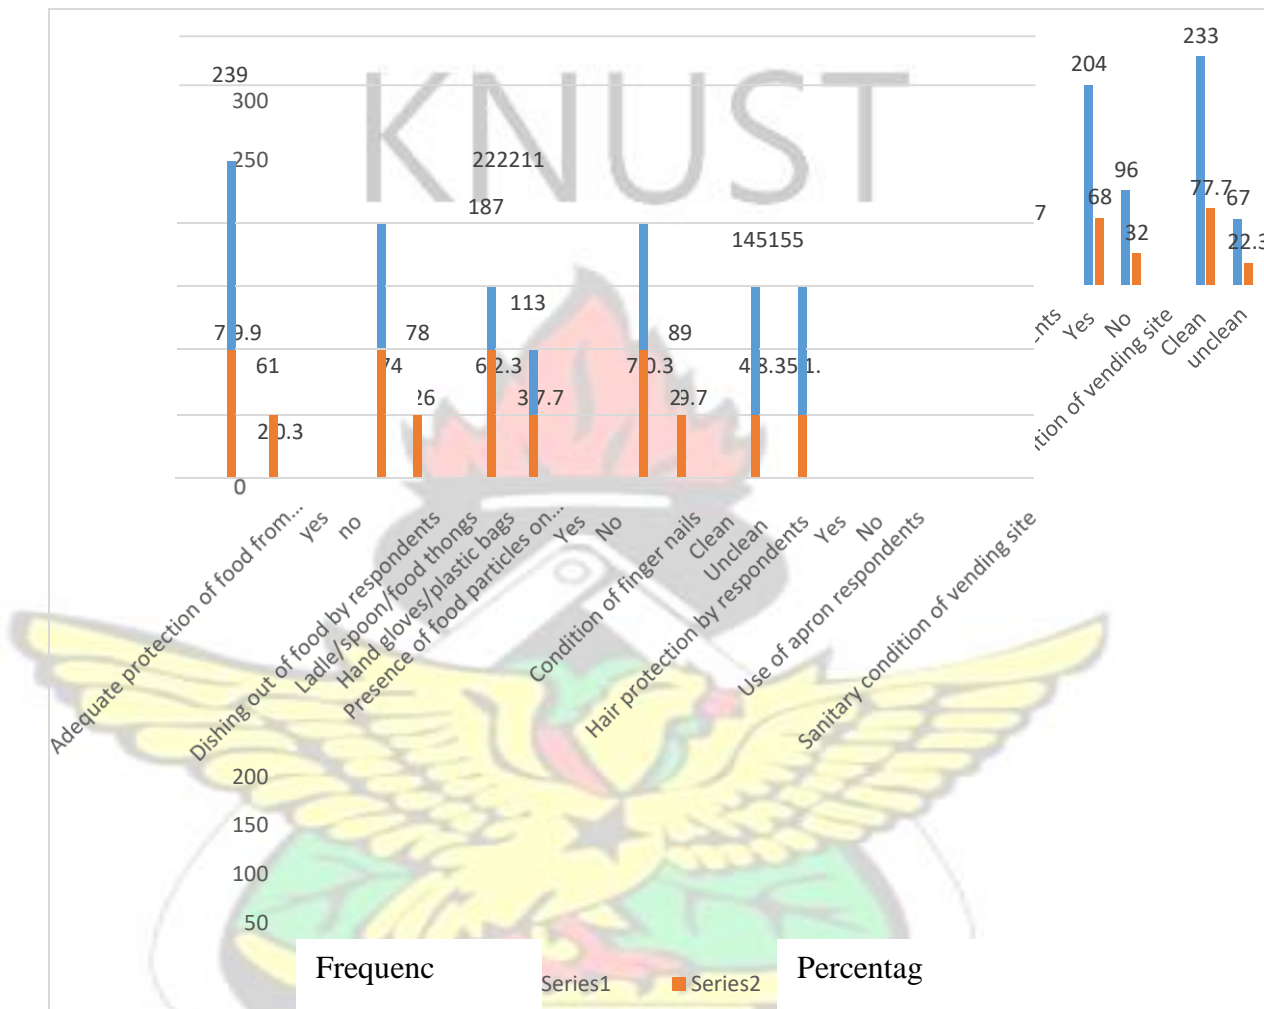 KNUST
233
204
239
300
250
222211
96
77.7
67
68
187
7
32
145155
22.3
113
79.9
78
89
61
74
62.3
70.3
48.351.
26
37.7
29.7
20.3
0
ents
Yes
No
ition of vending site
Clean
unclean
Adequate protection of food from...
yes
no
Dishing out of food by respondents
Ladle/spoon/food thongs
Hand gloves/plastic bags
Presence of food particles on...
Yes
No
Condition of finger nails
Clean
Unclean
Hair protection by respondents
Yes
No
Use of apron respondents
Sanitary condition of vending site
200
150
100
50
Frequenc Series1 Series2 Percentag